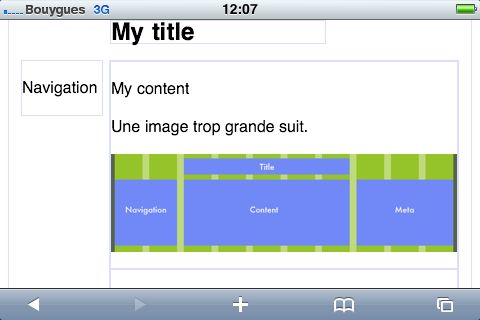 Bouygues 3G 12:07
My title
Navigation
My content
Une image trop grande suit.
Title
Navigation Content Meta